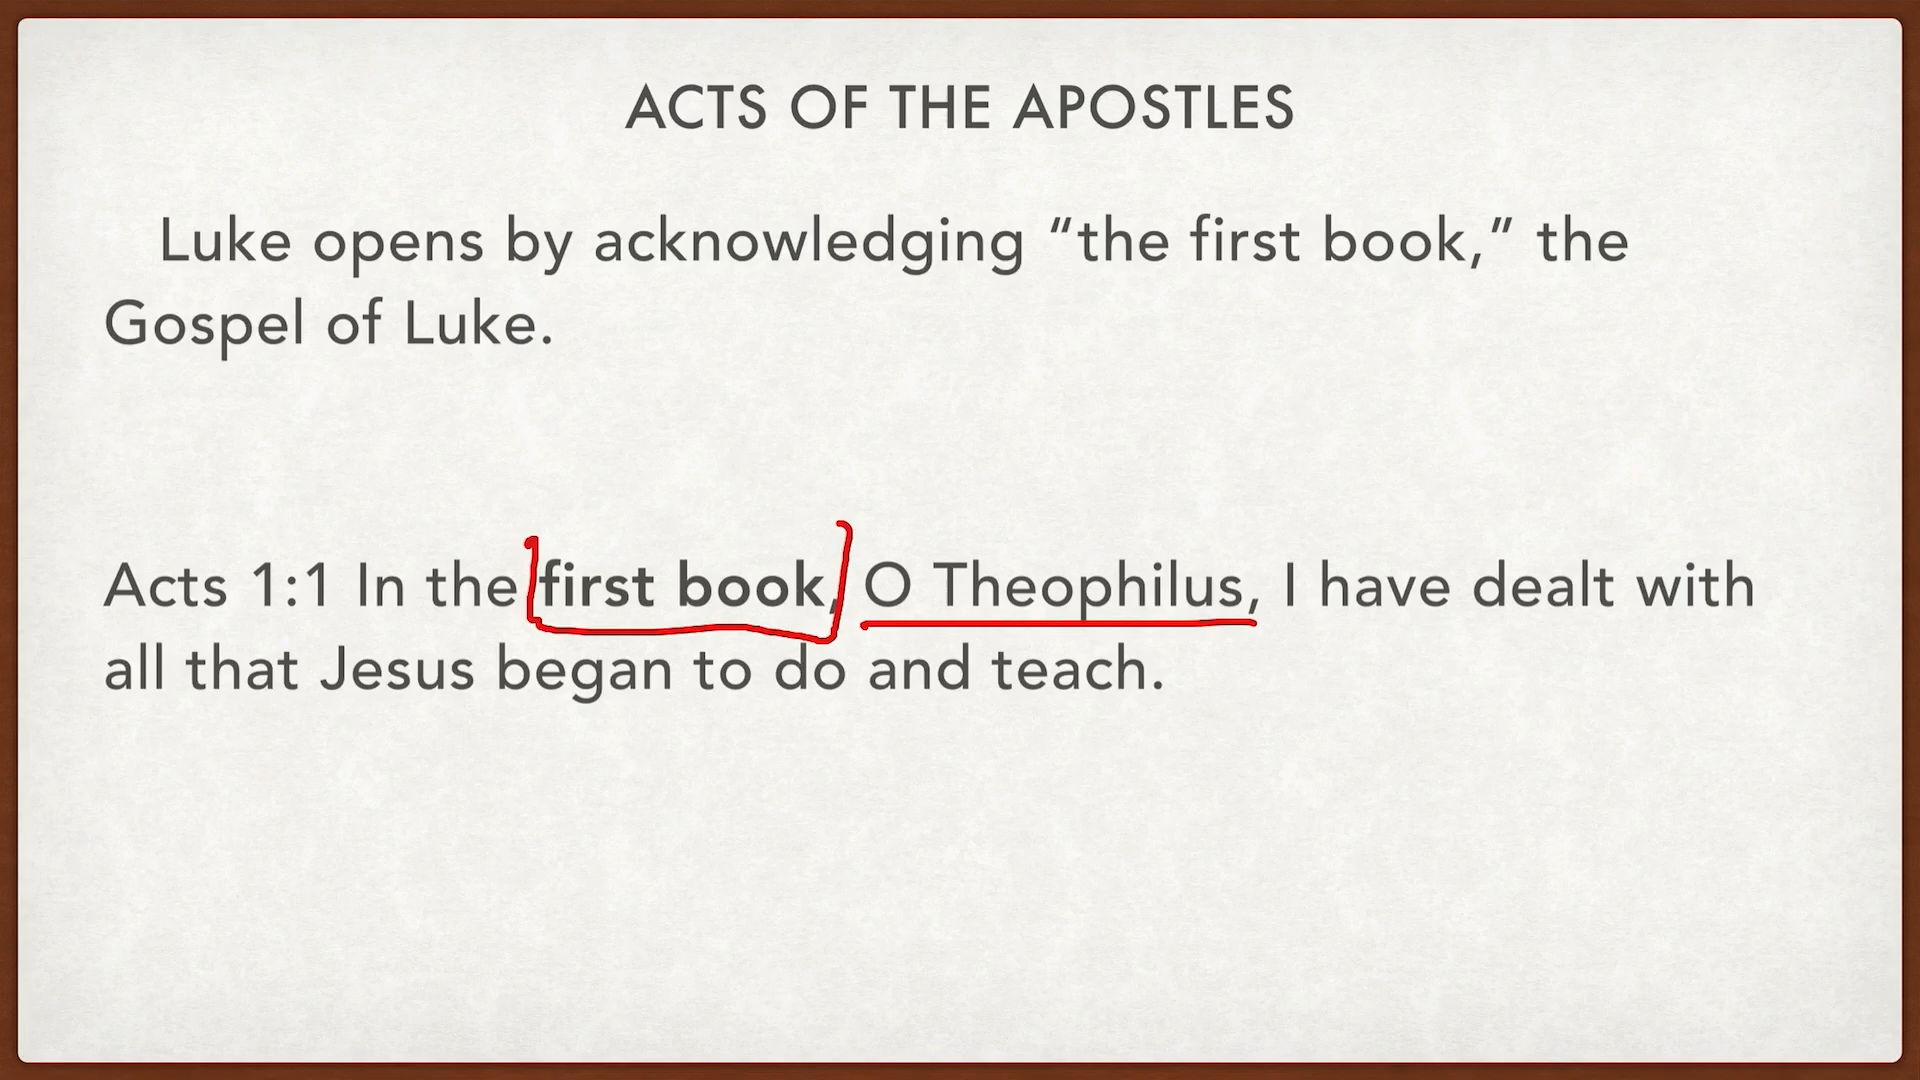 ACTS OF THE APOSTLES
Luke opens by acknowledging “the first book,” the
Gospel of Luke.
Acts 1:1 In the first book, O Theophilus, I have dealt with
all that Jesus began to do and teach.